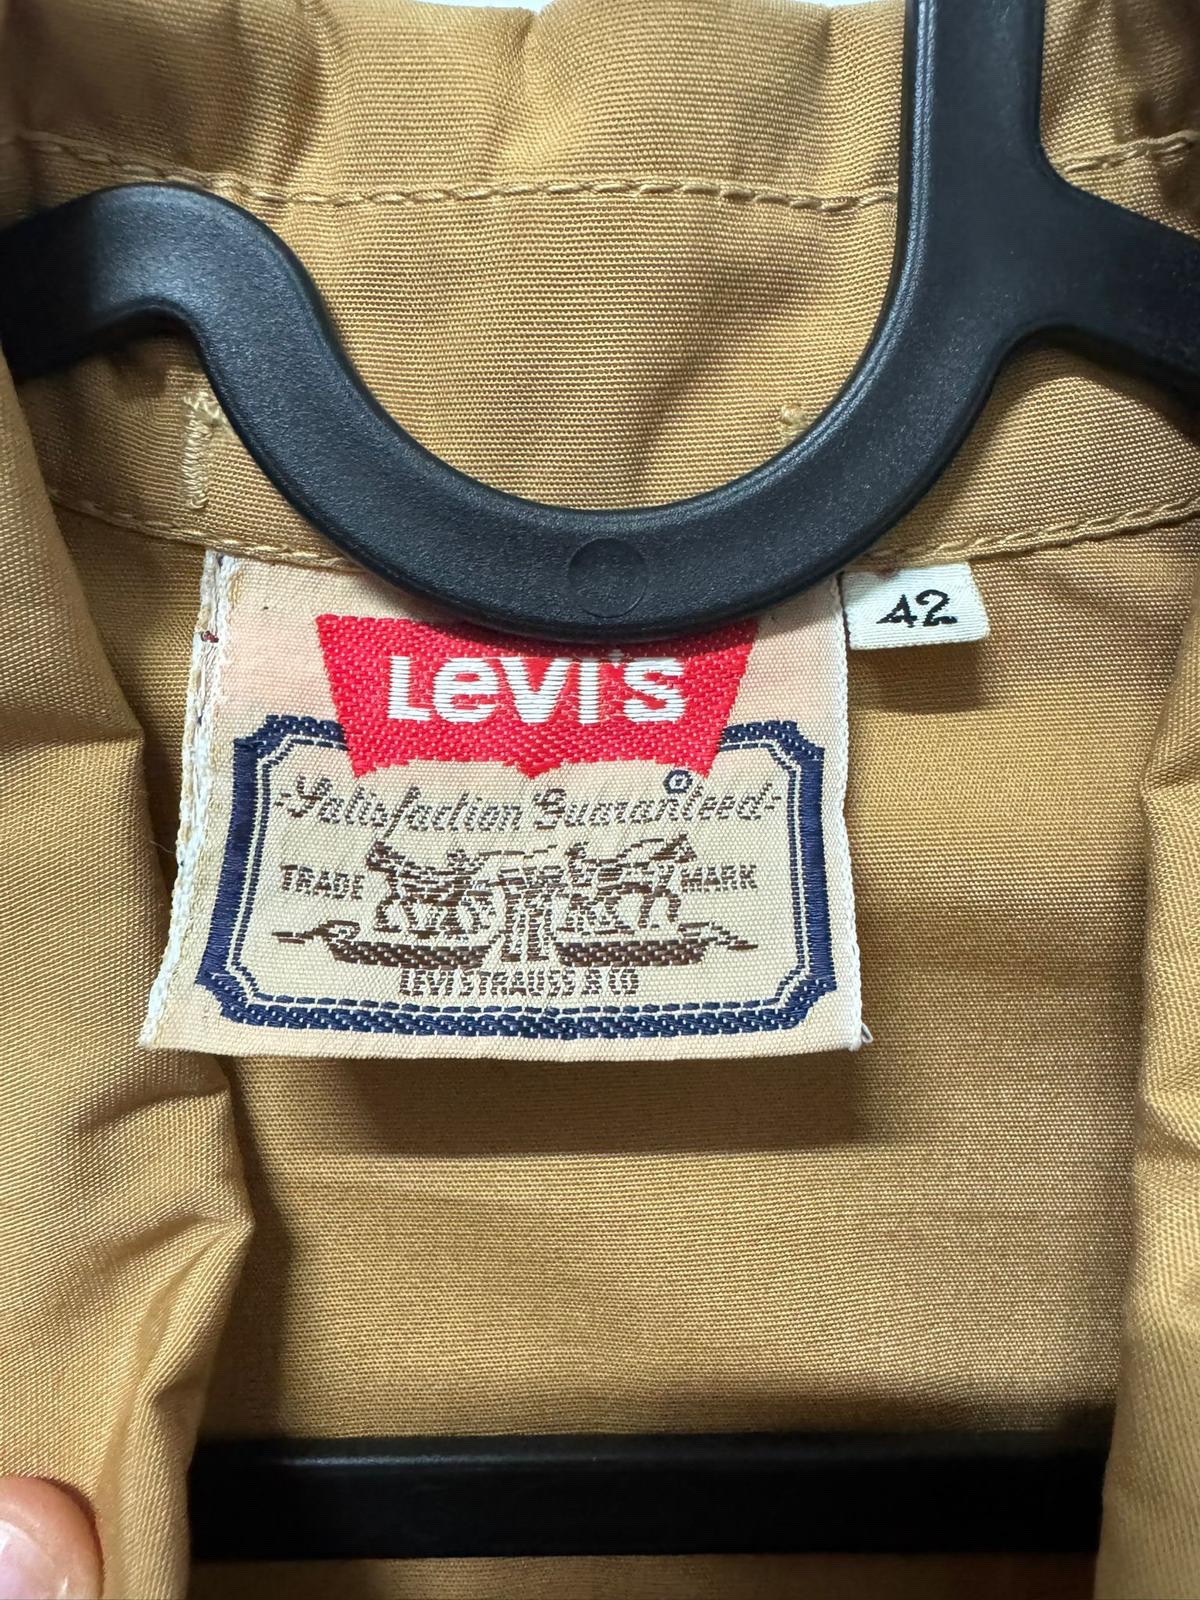 LEVI'S
®
42
-Satisfaction Guaranteed-
TRADE MARK
LEVI STRAUSS & CO